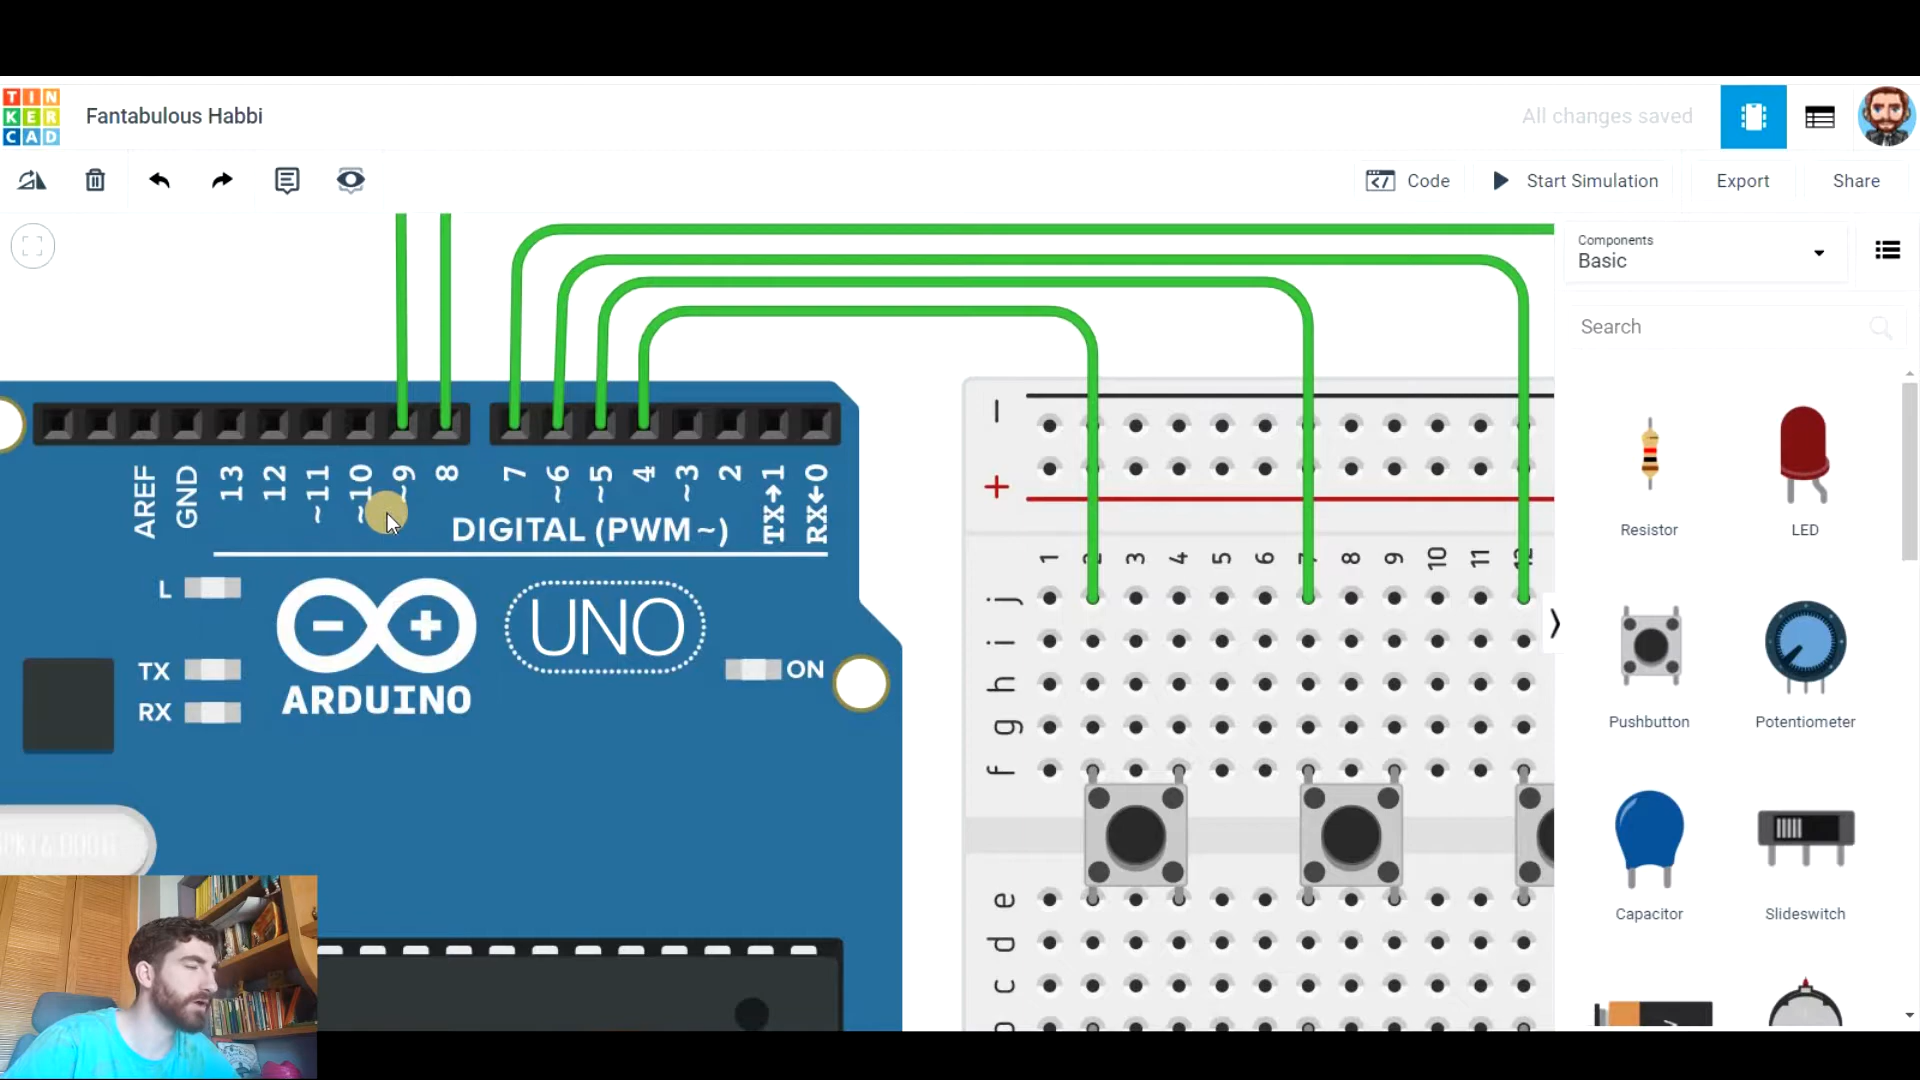 TIN
KER
CAD
Fantabulous Habbi
All changes saved
Code
Start Simulation
Export
Share
Components
Basic
Search
Resistor
LED
Pushbutton
Potentiometer
Capacitor
Slideswitch
AREF
GND
13
12
~11
~10
~9
8
7
~6
~5
4
~3
2
TX→1
RX←0
DIGITAL (PWM~)
L
TX
RX
ARDUINO
UNO
ON
1 2 3 4 5 6 7 8 9 10 11 12
j
i
h
g
f
e
d
c